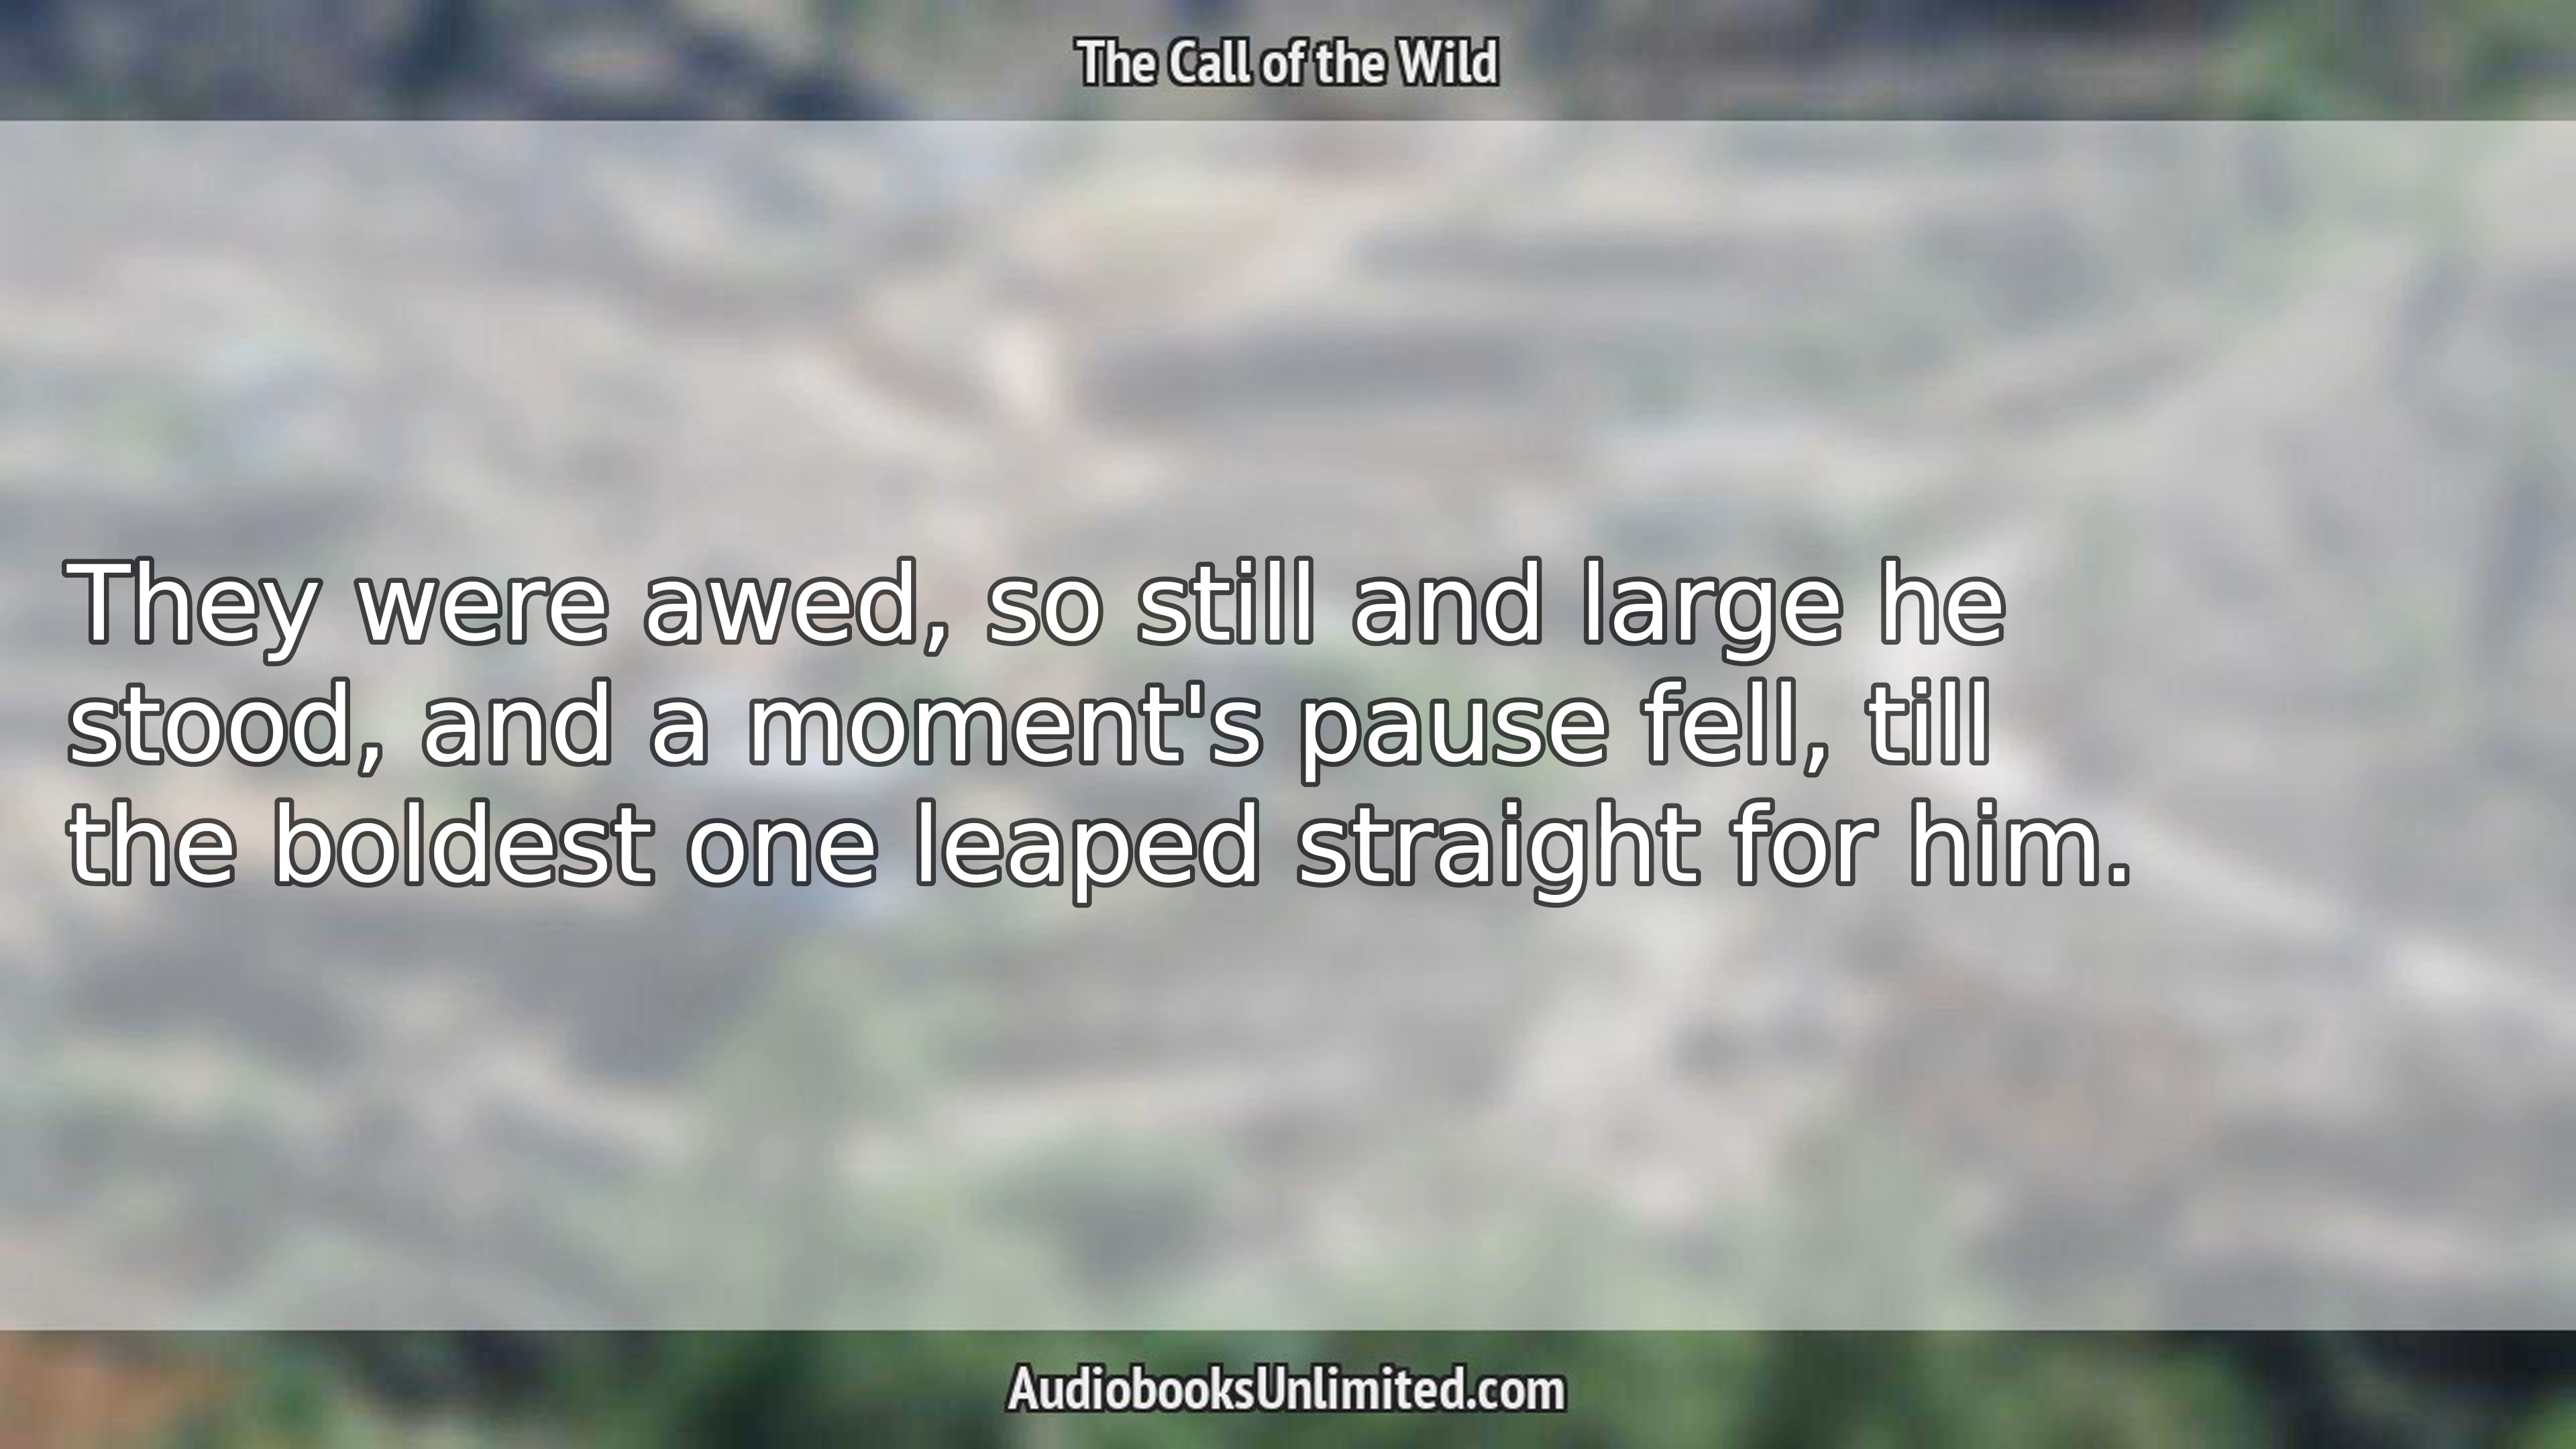 The Call of the Wild
They were awed, so still and large he
stood, and a moment's pause fell, till
the boldest one leaped straight for him.
AudiobooksUnlimited.com